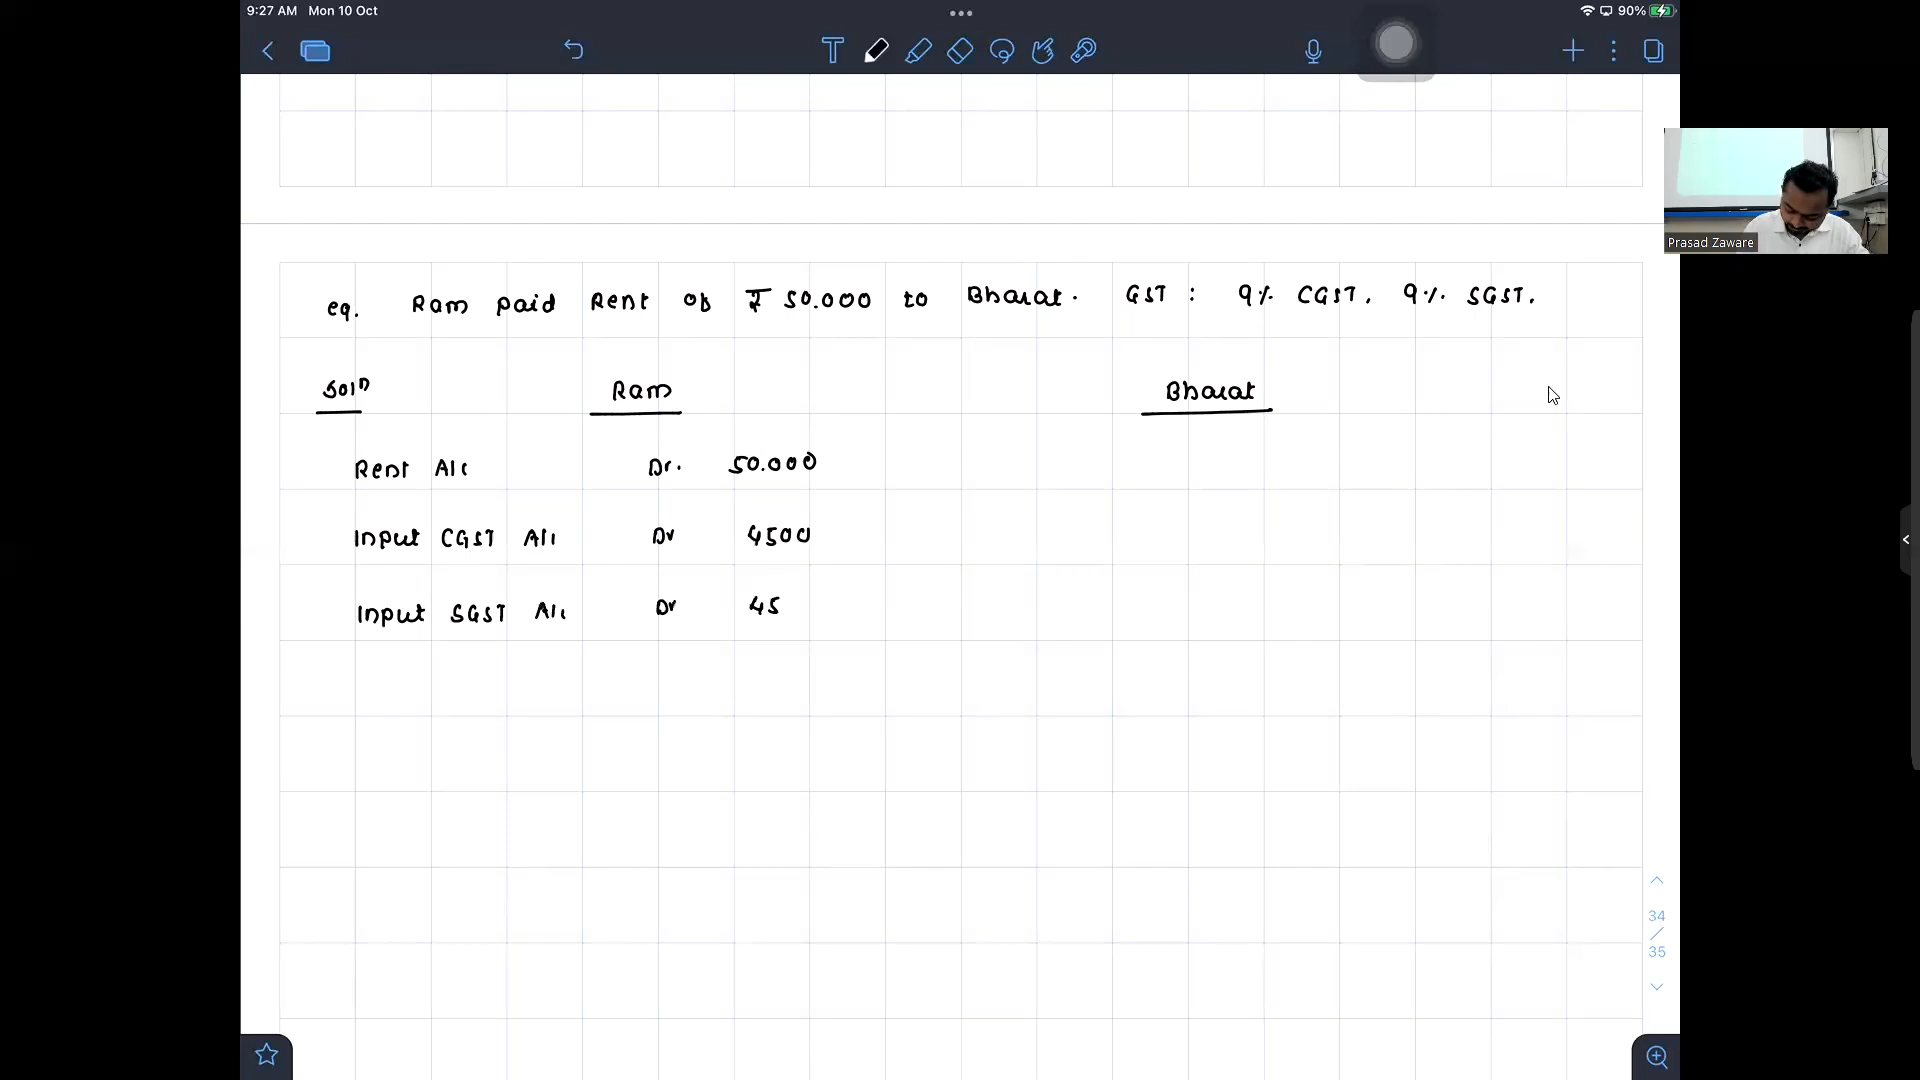 9:27 AM Mon 10 Oct
90%
Prasad Zaware
eg. Ram paid Rent of ₹ 50.000 to Bharat. GST : 9% CGST. 9% SGST.
Solⁿ Ram Bharat
Rent A/c Dr. 50.000
Input CGST A/c Dr 4500
Input SGST A/c Dr 45
34
/
35